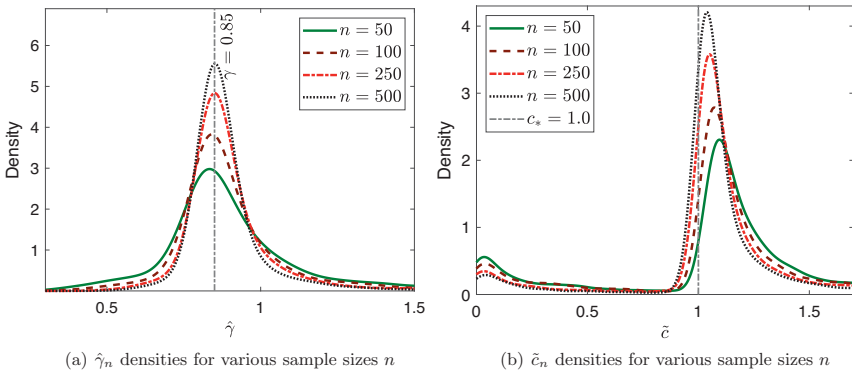 6
5
4
3
2
1
Density
0.5
1
1.5
γ̂
γ = 0.85
n = 50
n = 100
n = 250
n = 500
(a) γ̂ₙ densities for various sample sizes n
4
3
2
1
0
Density
0
0.5
1
1.5
c̃
n = 50
n = 100
n = 250
n = 500
c* = 1.0
(b) c̃ₙ densities for various sample sizes n